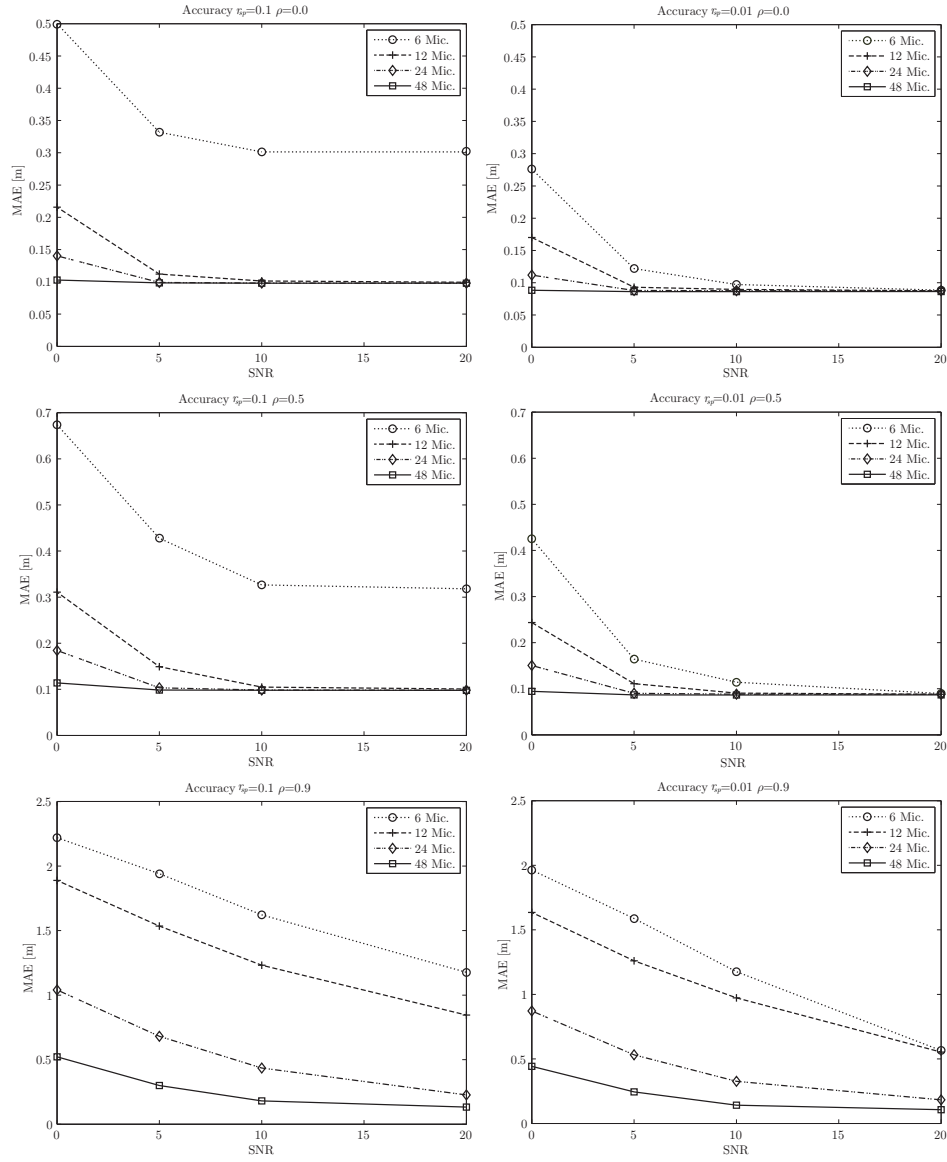 Accuracy r_sp=0.1 ρ=0.0
0.5
0.45
0.4
0.35
0.3
0.25
0.2
0.15
0.1
0.05
0
MAE [m]
0 5 10 15 20
SNR
6 Mic.
12 Mic.
24 Mic.
48 Mic.
Accuracy r_sp=0.01 ρ=0.0
0.5
0.45
0.4
0.35
0.3
0.25
0.2
0.15
0.1
0.05
0
MAE [m]
0 5 10 15 20
SNR
6 Mic.
12 Mic.
24 Mic.
48 Mic.
Accuracy r_sp=0.1 ρ=0.5
0.7
0.6
0.5
0.4
0.3
0.2
0.1
0
MAE [m]
0 5 10 15 20
SNR
6 Mic.
12 Mic.
24 Mic.
48 Mic.
Accuracy r_sp=0.01 ρ=0.5
0.7
0.6
0.5
0.4
0.3
0.2
0.1
0
MAE [m]
0 5 10 15 20
SNR
6 Mic.
12 Mic.
24 Mic.
48 Mic.
Accuracy r_sp=0.1 ρ=0.9
2.5
2
1.5
1
0.5
0
MAE [m]
0 5 10 15 20
SNR
6 Mic.
12 Mic.
24 Mic.
48 Mic.
Accuracy r_sp=0.01 ρ=0.9
2.5
2
1.5
1
0.5
0
MAE [m]
0 5 10 15 20
SNR
6 Mic.
12 Mic.
24 Mic.
48 Mic.